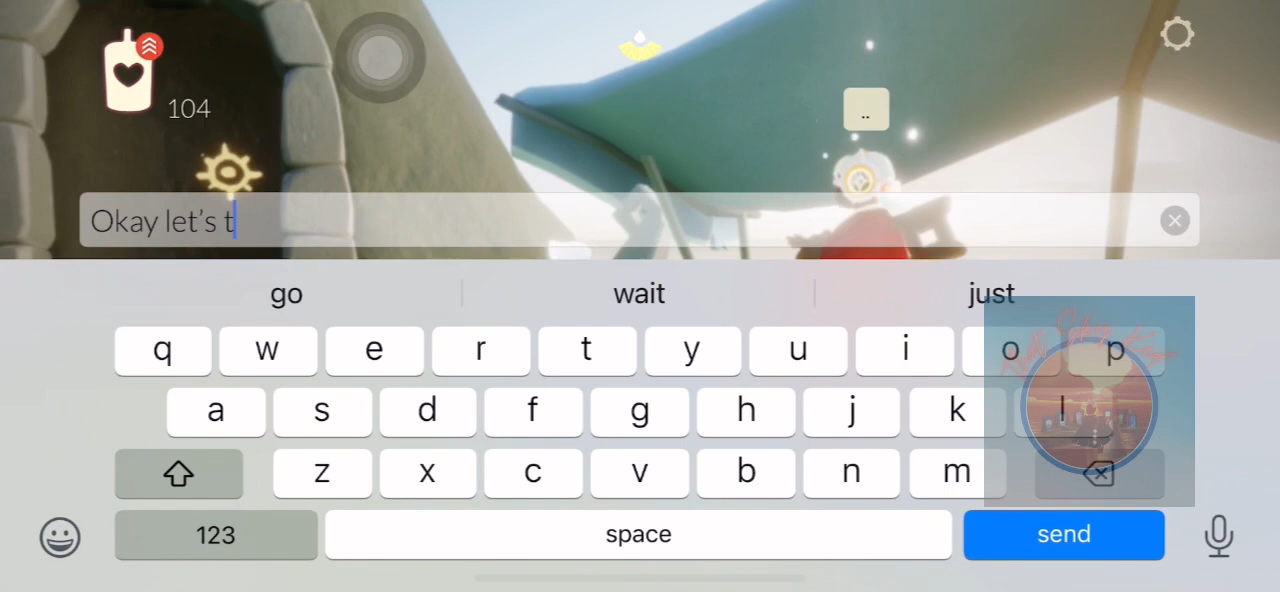 104
..
Okay let’s t
go wait just
q w e r t y u i o p
a s d f g h j k l
z x c v b n m
123 space send